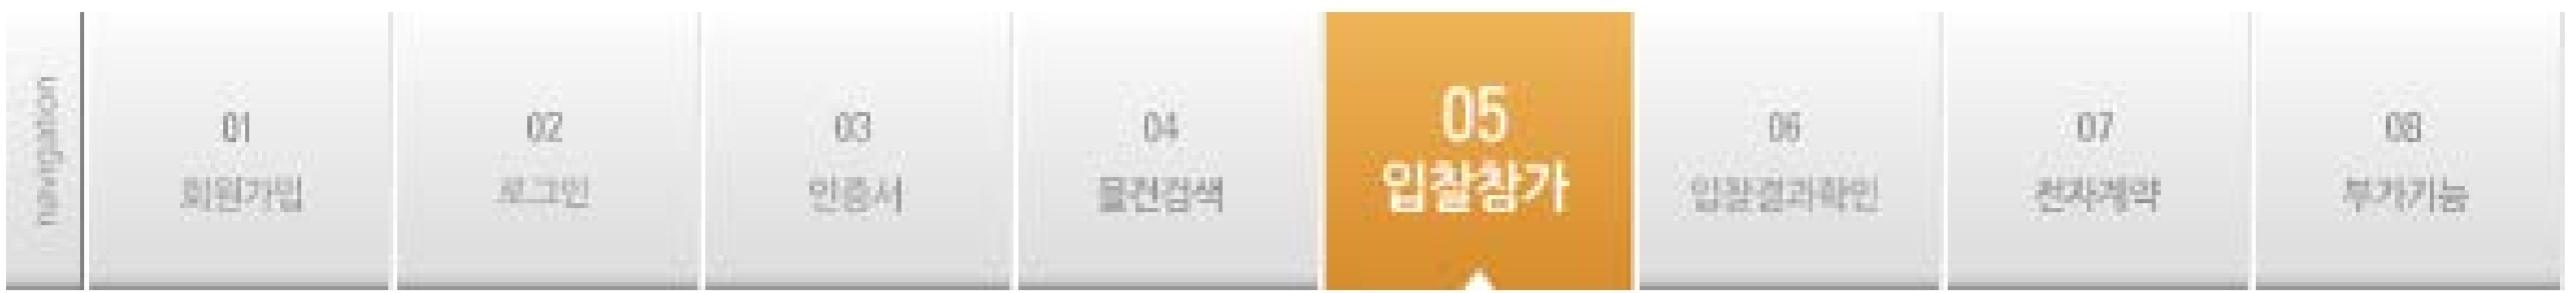 navigation
01
회원가입
02
로그인
03
인증서
04
물건검색
05
입찰참가
06
입찰결과확인
07
전자계약
08
부가기능